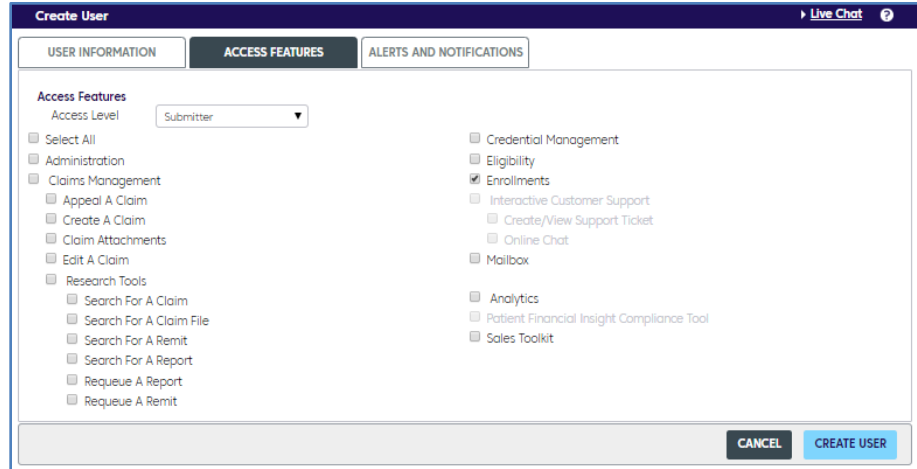 Create User
Live Chat ?
USER INFORMATION
ACCESS FEATURES
ALERTS AND NOTIFICATIONS
Access Features
Access Level Submitter
Select All
Administration
Claims Management
Appeal A Claim
Create A Claim
Claim Attachments
Edit A Claim
Research Tools
Search For A Claim
Search For A Claim File
Search For A Remit
Search For A Report
Requeue A Report
Requeue A Remit
Credential Management
Eligibility
Enrollments
Interactive Customer Support
Create/View Support Ticket
Online Chat
Mailbox
Analytics
Patient Financial Insight Compliance Tool
Sales Toolkit
CANCEL
CREATE USER